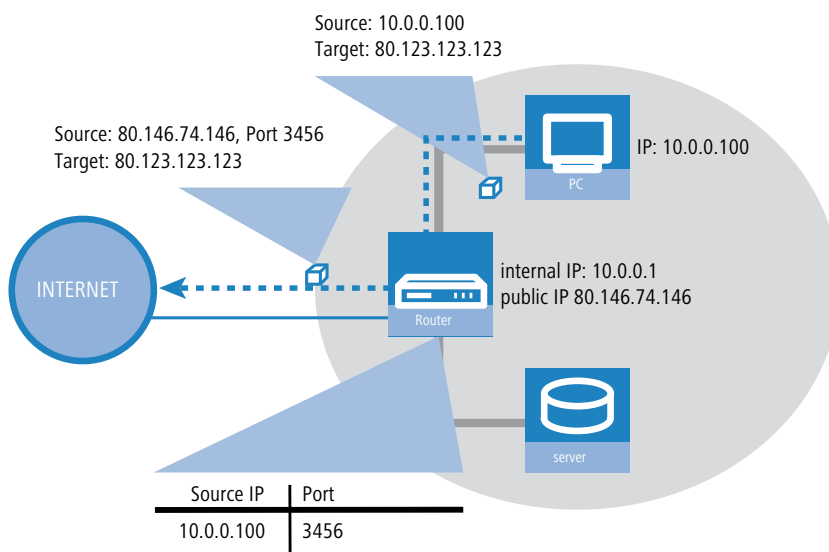 Source: 10.0.0.100
Target: 80.123.123.123
Source: 80.146.74.146, Port 3456
Target: 80.123.123.123
IP: 10.0.0.100
PC
INTERNET
internal IP: 10.0.0.1
public IP 80.146.74.146
Router
server
Source IP Port
10.0.0.100 3456